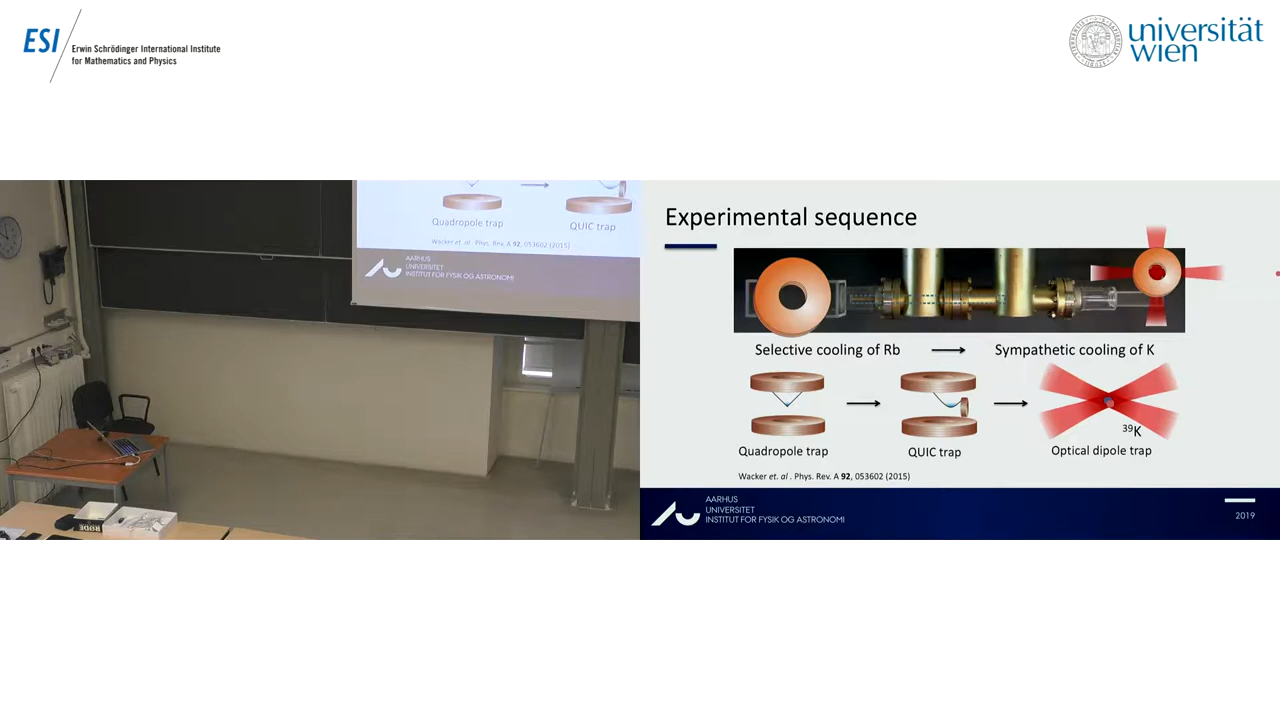 ESI
Erwin Schrödinger International Institute
for Mathematics and Physics
universität
wien
Quadropole trap
QUIC trap
Wacker et. al . Phys. Rev. A 92, 053602 (2015)
AARHUS
UNIVERSITET
INSTITUT FOR FYSIK OG ASTRONOMI
RODE
Experimental sequence
Selective cooling of Rb
Sympathetic cooling of K
39K
Quadropole trap
QUIC trap
Optical dipole trap
Wacker et. al . Phys. Rev. A 92, 053602 (2015)
AARHUS
UNIVERSITET
INSTITUT FOR FYSIK OG ASTRONOMI
2019